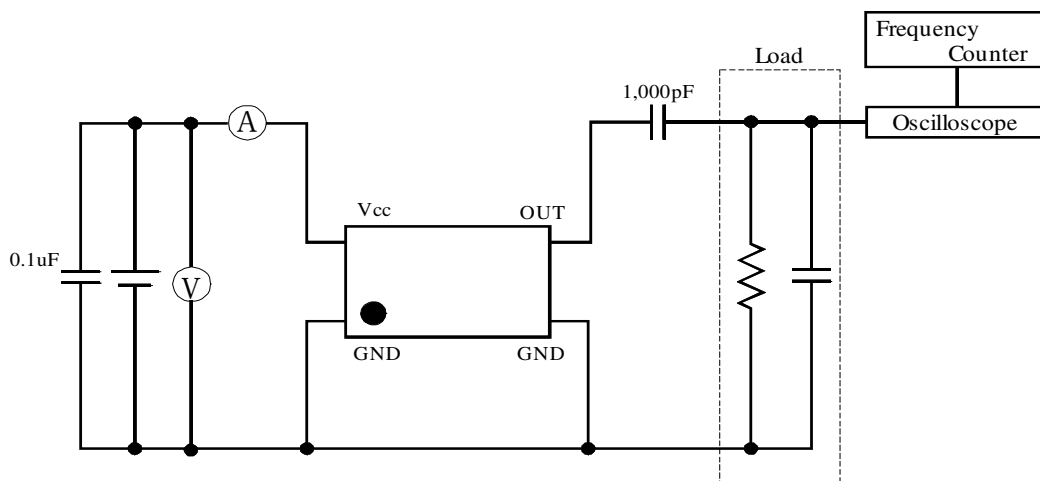 Frequency
Counter
Load
1,000pF
Oscilloscope
A
Vcc
OUT
0.1uF
V
GND
GND